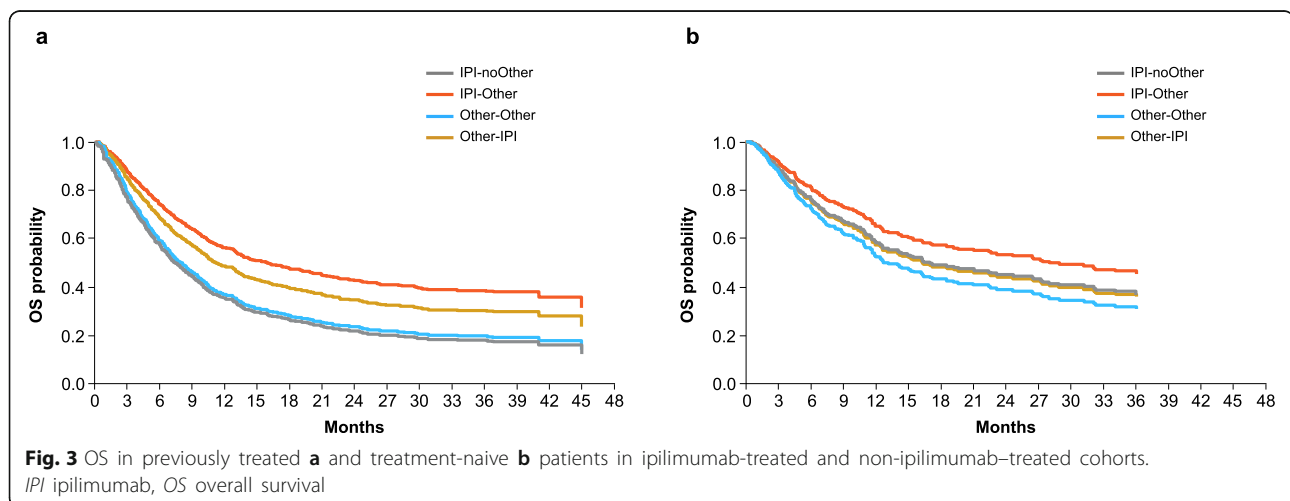 a
IPI-noOther
IPI-Other
Other-Other
Other-IPI
OS probability
1.0
0.8
0.6
0.4
0.2
0.0
0 3 6 9 12 15 18 21 24 27 30 33 36 39 42 45 48
Months
b
IPI-noOther
IPI-Other
Other-Other
Other-IPI
OS probability
1.0
0.8
0.6
0.4
0.2
0.0
0 3 6 9 12 15 18 21 24 27 30 33 36 39 42 45 48
Months
Fig. 3 OS in previously treated a and treatment-naive b patients in ipilimumab-treated and non-ipilimumab–treated cohorts.
IPI ipilimumab, OS overall survival